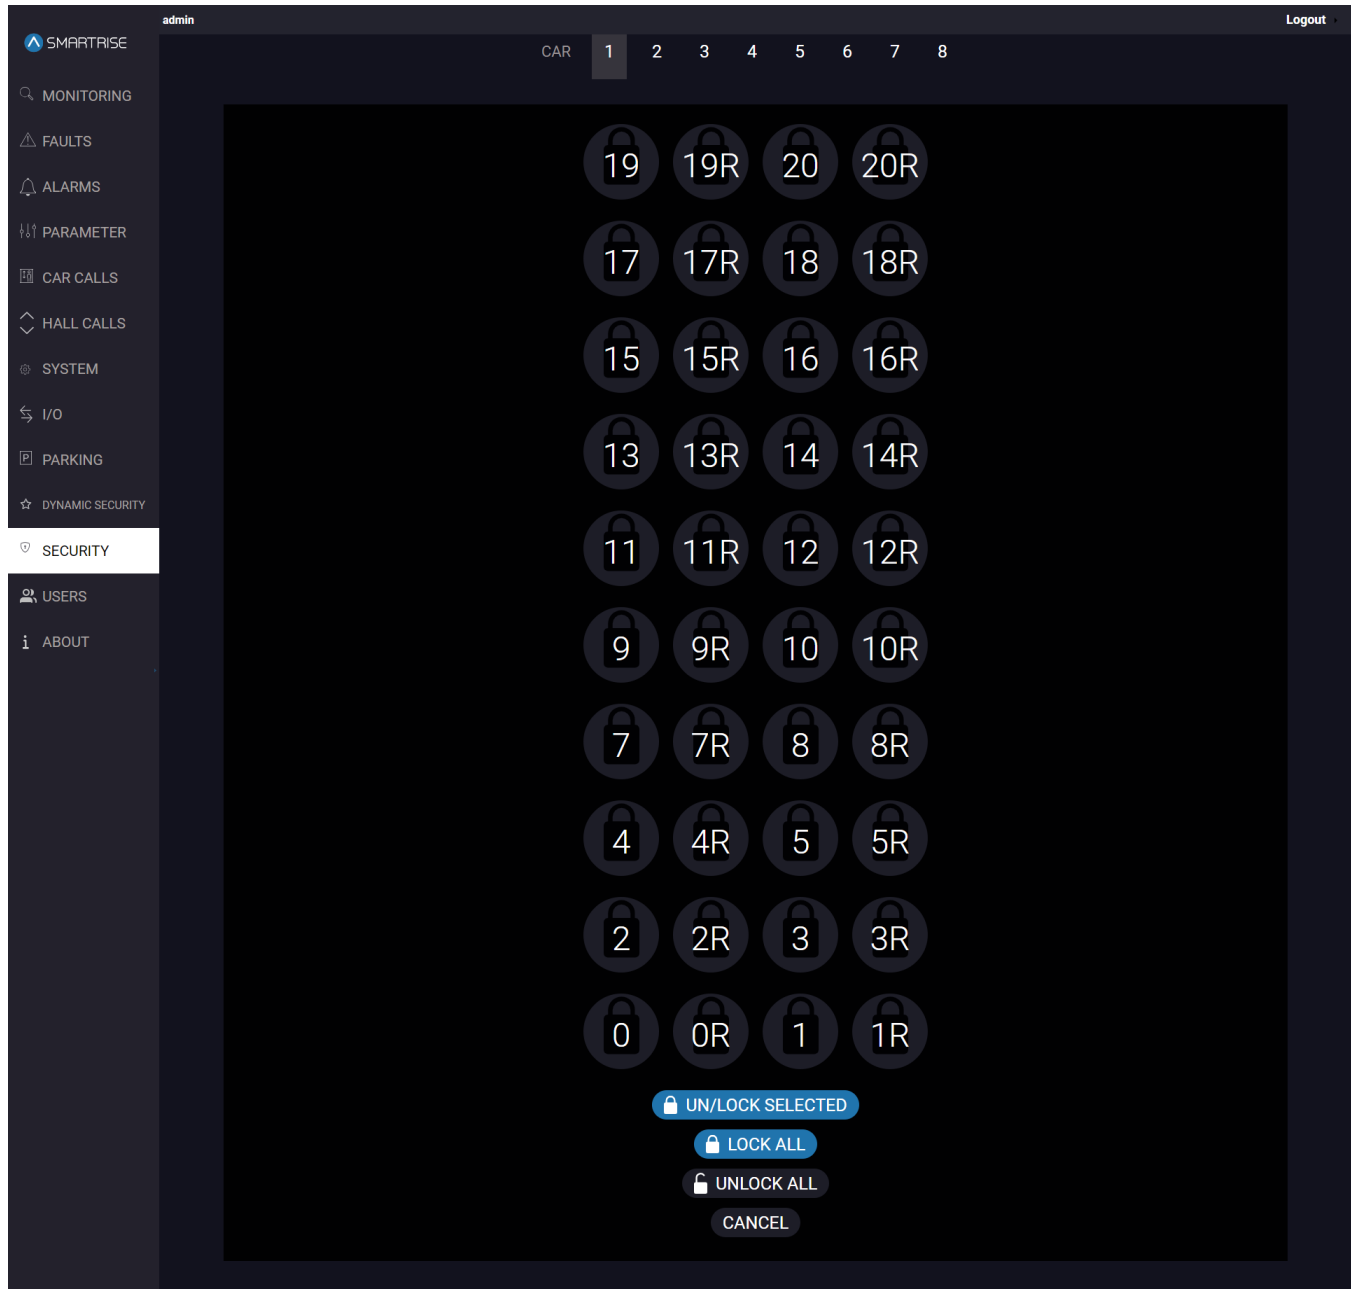 admin
Logout
SMARTRISE
CAR 1 2 3 4 5 6 7 8
MONITORING
FAULTS
ALARMS
PARAMETER
CAR CALLS
HALL CALLS
SYSTEM
I/O
P PARKING
DYNAMIC SECURITY
SECURITY
USERS
i ABOUT
19 19R 20 20R
17 17R 18 18R
15 15R 16 16R
13 13R 14 14R
11 11R 12 12R
9 9R 10 10R
7 7R 8 8R
4 4R 5 5R
2 2R 3 3R
0 0R 1 1R
UN/LOCK SELECTED
LOCK ALL
UNLOCK ALL
CANCEL